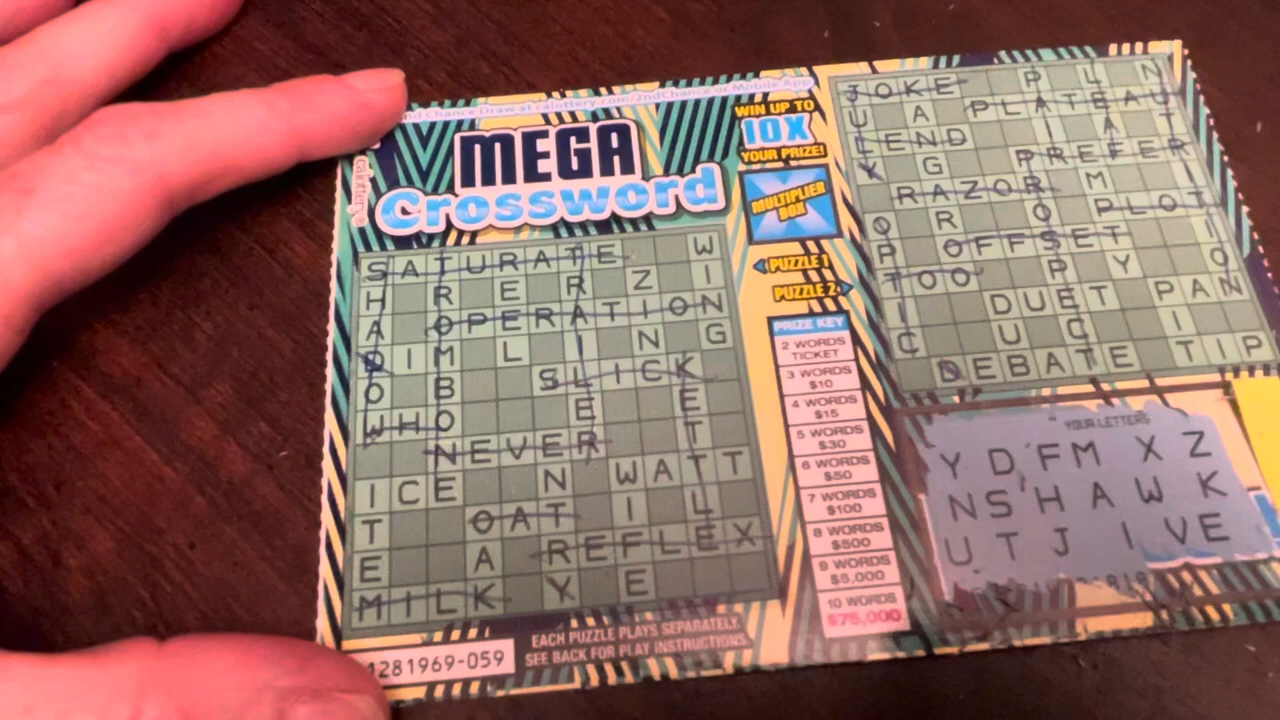 2nd Chance Draw at calottery.com/2ndChance or Mobile App
calottery
MEGA
Crossword
WIN UP TO
10X
YOUR PRIZE!
MULTIPLIER
BOX
PUZZLE 1
PUZZLE 2
PRIZE KEY
2 WORDS
TICKET
3 WORDS
$10
4 WORDS
$15
5 WORDS
$30
6 WORDS
$50
7 WORDS
$100
8 WORDS
$500
9 WORDS
$5,000
10 WORDS
$75,000
SATURATE W
H R E R Z I
A OPERATION
DIM L I N G
O B SLICK
WHO E E
NEVER T
ICE N WATT
T OAT I L
E A REFLEX
MILK Y E
1281969-059
EACH PUZZLE PLAYS SEPARATELY.
SEE BACK FOR PLAY INSTRUCTIONS.
JOKE P L N
U A PLATEAU
LEND I A T
Y G PREFER
RAZOR M I
O R O PLOT
P OFFSET I
TOO P Y O
I DUET PAN
C U C I
DEBATE TIP
YOUR LETTERS
Y D F M X Z
N S H A W K
U T J I V E